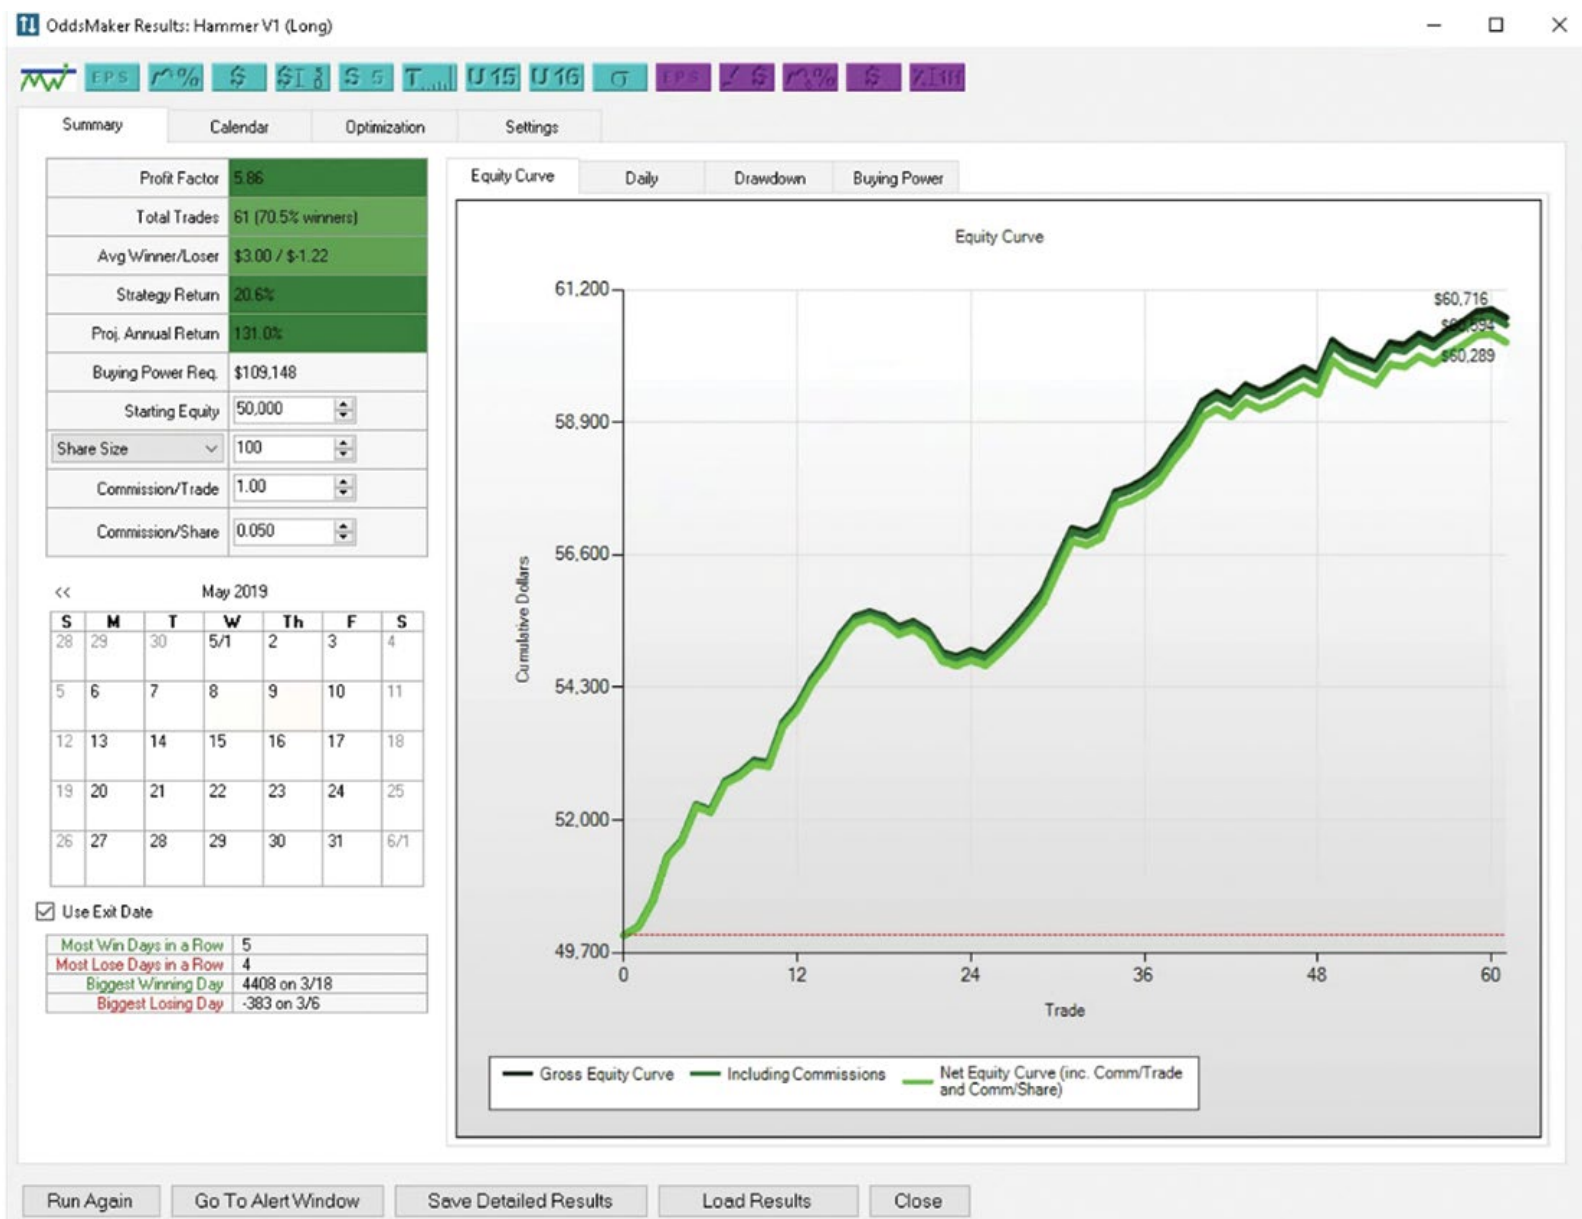 OddsMaker Results: Hammer V1 (Long)
EPS % $ $ S 5 T U 15 U 16 σ EPS $ % $
Summary Calendar Optimization Settings
Profit Factor 5.86
Total Trades 61 (70.5% winners)
Avg Winner/Loser $3.00 / $-1.22
Strategy Return 20.6%
Proj. Annual Return 131.0%
Buying Power Req. $109,148
Starting Equity 50,000
Share Size 100
Commission/Trade 1.00
Commission/Share 0.050
<< May 2019
S M T W Th F S
28 29 30 5/1 2 3 4
5 6 7 8 9 10 11
12 13 14 15 16 17 18
19 20 21 22 23 24 25
26 27 28 29 30 31 6/1
Use Exit Date
Most Win Days in a Row 5
Most Lose Days in a Row 4
Biggest Winning Day 4408 on 3/18
Biggest Losing Day -383 on 3/6
Equity Curve Daily Drawdown Buying Power
Equity Curve
$60,716
$60,289
61,200
58,900
56,600
54,300
52,000
49,700
Cumulative Dollars
0 12 24 36 48 60
Trade
Gross Equity Curve Including Commissions Net Equity Curve (inc. Comm/Trade
and Comm/Share)
Run Again Go To Alert Window Save Detailed Results Load Results Close